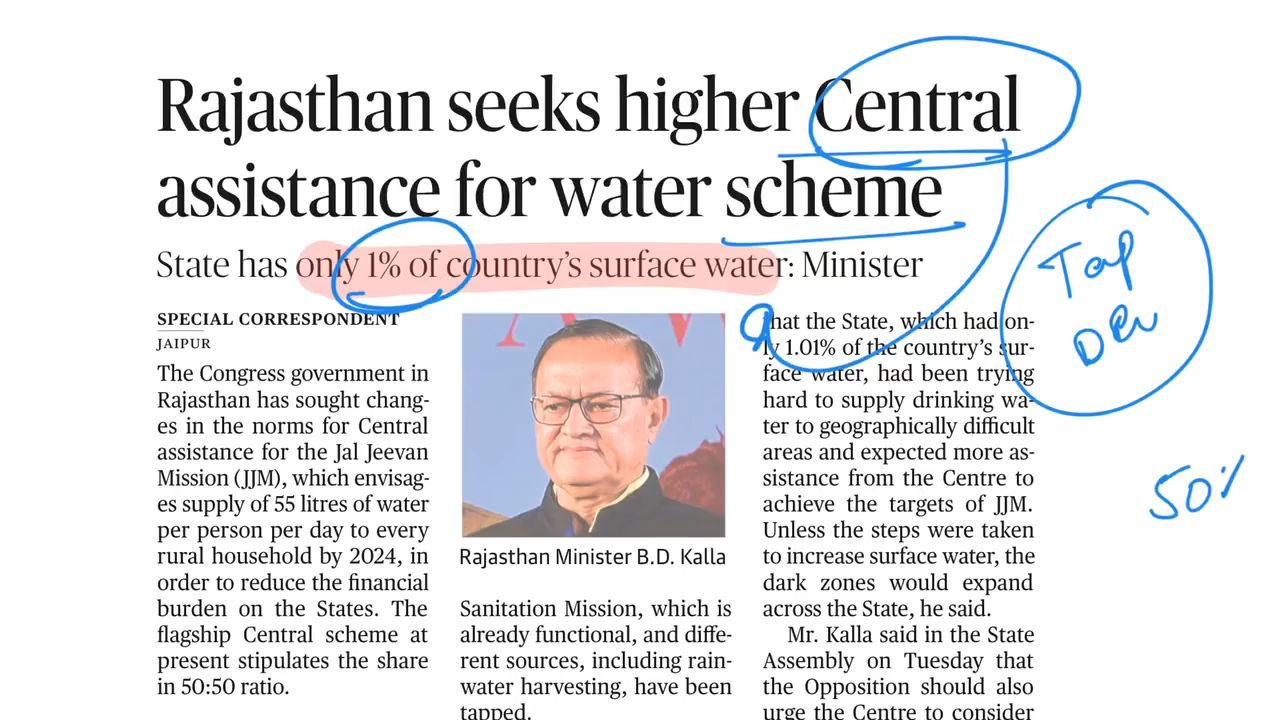 Rajasthan seeks higher Central
assistance for water scheme
State has only 1% of country's surface water: Minister
SPECIAL CORRESPONDENT
JAIPUR
The Congress government in
Rajasthan has sought chang-
es in the norms for Central
assistance for the Jal Jeevan
Mission (JJM), which envisag-
es supply of 55 litres of water
per person per day to every
rural household by 2024, in
order to reduce the financial
burden on the States. The
flagship Central scheme at
present stipulates the share
in 50:50 ratio.
Rajasthan Minister B.D. Kalla
Sanitation Mission, which is
already functional, and diffe-
rent sources, including rain-
water harvesting, have been
tapped.
that the State, which had on-
ly 1.01% of the country's sur-
face water, had been trying
hard to supply drinking wa-
ter to geographically difficult
areas and expected more as-
sistance from the Centre to
achieve the targets of JJM.
Unless the steps were taken
to increase surface water, the
dark zones would expand
across the State, he said.
Mr. Kalla said in the State
Assembly on Tuesday that
the Opposition should also
urge the Centre to consider
Tap
50%